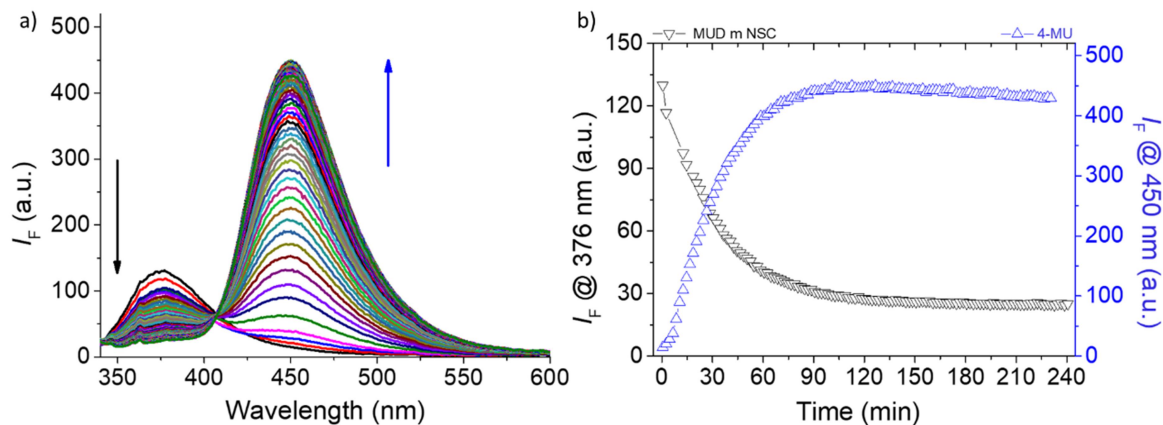 a)
500
400
300
200
100
0
I_F (a.u.)
350 400 450 500 550 600
Wavelength (nm)
b)
MUD m NSC
4-MU
150
120
90
60
30
0
I_F @ 376 nm (a.u.)
500
400
300
200
100
0
I_F @ 450 nm (a.u.)
0 30 60 90 120 150 180 210 240
Time (min)